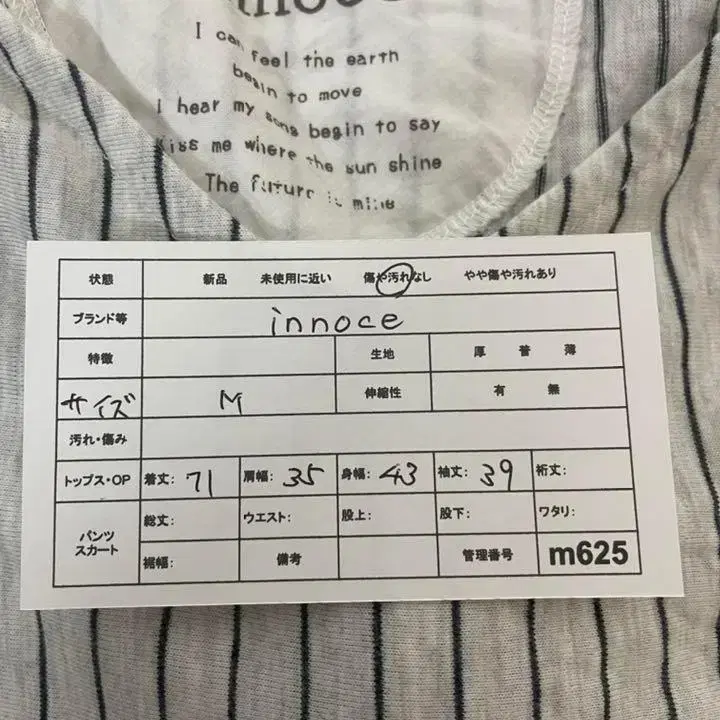 I can feel the earth
begin to move
I hear my song begin to say
Kiss me where the sun shine
The future is mine
状態 新品 未使用に近い 傷や汚れなし やや傷や汚れあり
ブランド等 innoce
特徴 生地 厚 普 薄
サイズ M 伸縮性 有 無
汚れ・傷み
トップス・OP 着丈: 71 肩幅: 35 身幅: 43 袖丈: 39 裄丈:
パンツ スカート 総丈: ウエスト: 股上: 股下: ワタリ:
裾幅: 備考 管理番号 m625